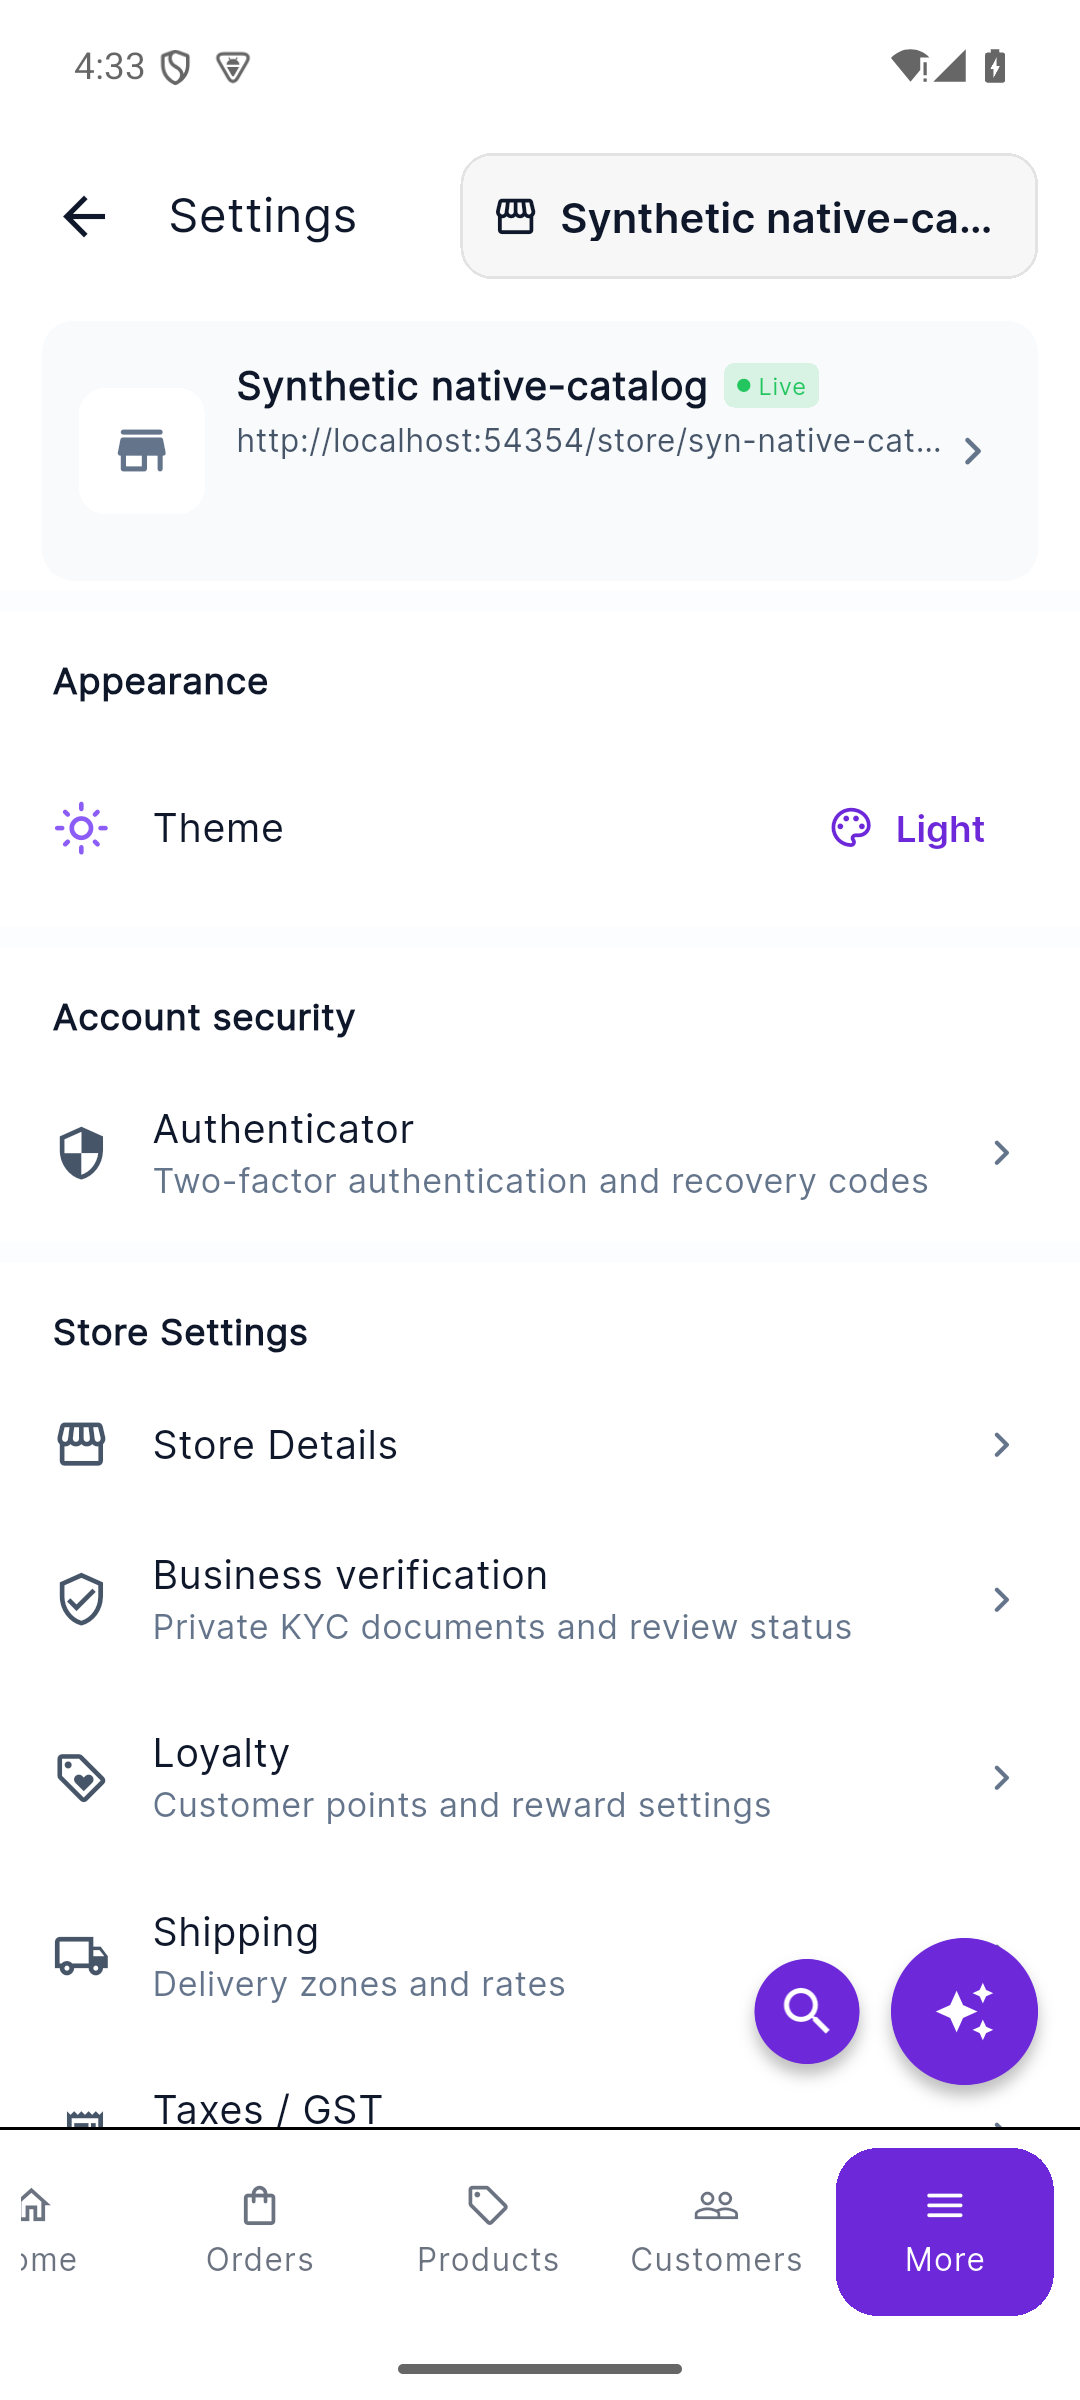 4:33
Settings
Synthetic native-ca...
Synthetic native-catalog
Live
http://localhost:54354/store/syn-native-cat...
Appearance
Theme
Light
Account security
Authenticator
Two-factor authentication and recovery codes
Store Settings
Store Details
Business verification
Private KYC documents and review status
Loyalty
Customer points and reward settings
Shipping
Delivery zones and rates
Taxes / GST
ome
Orders
Products
Customers
More